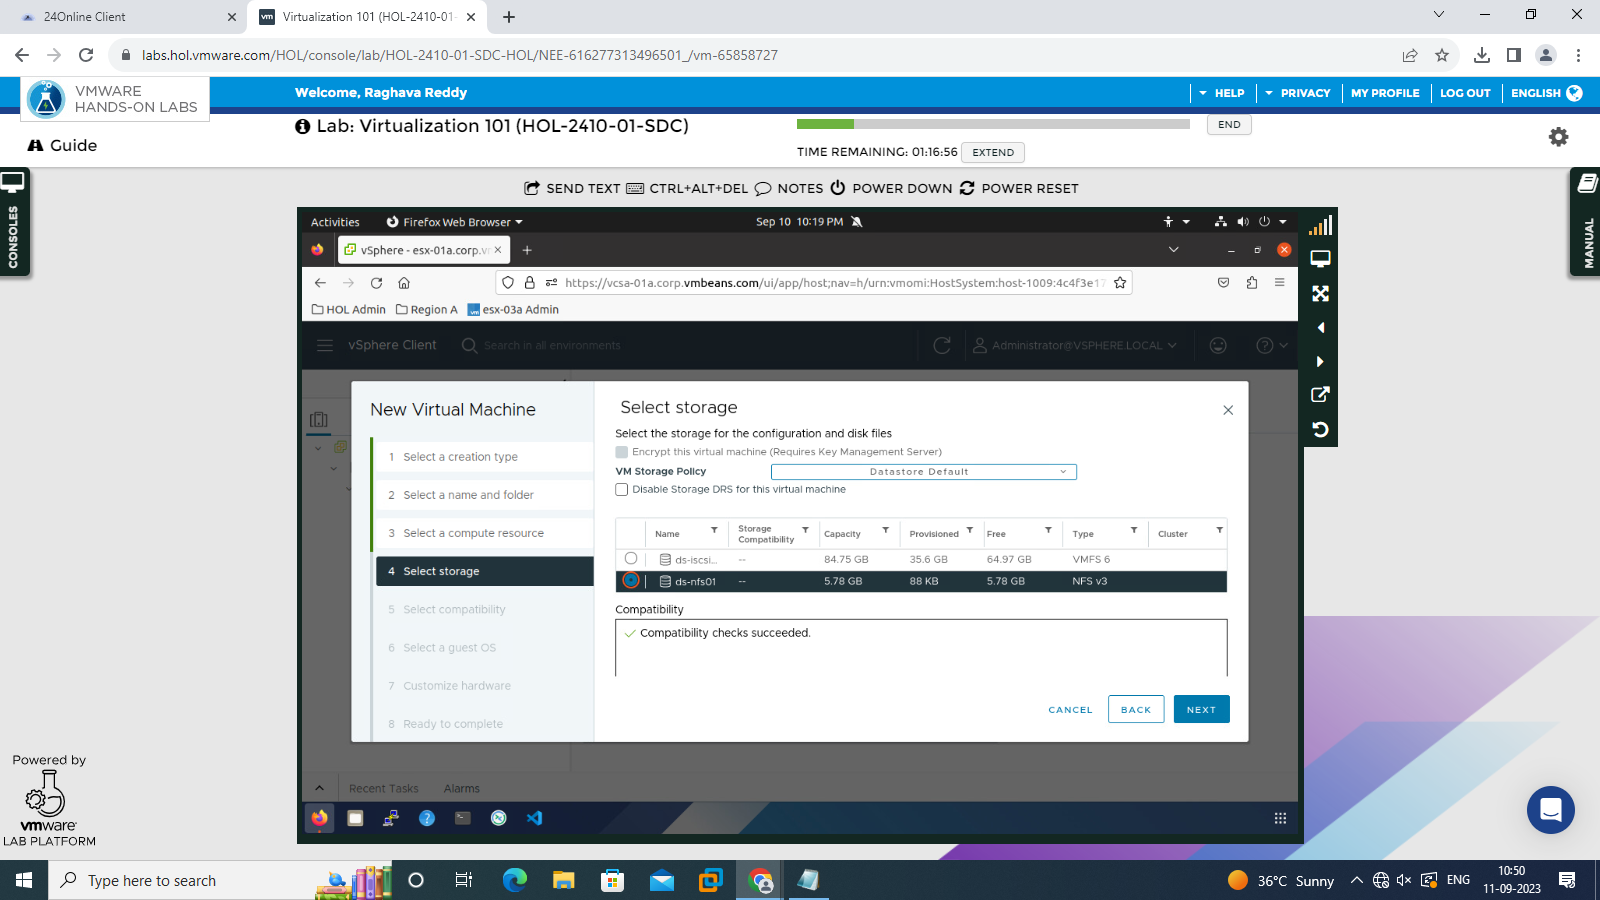 24Online Client
vm Virtualization 101 (HOL-2410-01-
labs.hol.vmware.com/HOL/console/lab/HOL-2410-01-SDC-HOL/NEE-616277313496501_/vm-65858727
VMWARE
HANDS-ON LABS
Welcome, Raghava Reddy
HELP
PRIVACY
MY PROFILE
LOG OUT
ENGLISH
Lab: Virtualization 101 (HOL-2410-01-SDC)
END
Guide
TIME REMAINING: 01:16:56
EXTEND
SEND TEXT
CTRL+ALT+DEL
NOTES
POWER DOWN
POWER RESET
CONSOLES
MANUAL
Activities
Firefox Web Browser
Sep 10 10:19 PM
vSphere - esx-01a.corp.v
https://vcsa-01a.corp.vmbeans.com/ui/app/host;nav=h/urn:vmomi:HostSystem:host-1009:4c4f3e17
HOL Admin
Region A
vm esx-03a Admin
vSphere Client
Search in all environments
Administrator@VSPHERE.LOCAL
New Virtual Machine
1 Select a creation type
2 Select a name and folder
3 Select a compute resource
4 Select storage
5 Select compatibility
6 Select a guest OS
7 Customize hardware
8 Ready to complete
Select storage
Select the storage for the configuration and disk files
Encrypt this virtual machine (Requires Key Management Server)
VM Storage Policy
Datastore Default
Disable Storage DRS for this virtual machine
Name Storage Compatibility Capacity Provisioned Free Type Cluster
ds-iscsi... -- 84.75 GB 35.6 GB 64.97 GB VMFS 6
ds-nfs01 -- 5.78 GB 88 KB 5.78 GB NFS v3
Compatibility
Compatibility checks succeeded.
CANCEL
BACK
NEXT
Recent Tasks
Alarms
Powered by
vmware
LAB PLATFORM
Type here to search
36°C Sunny
ENG
10:50
11-09-2023